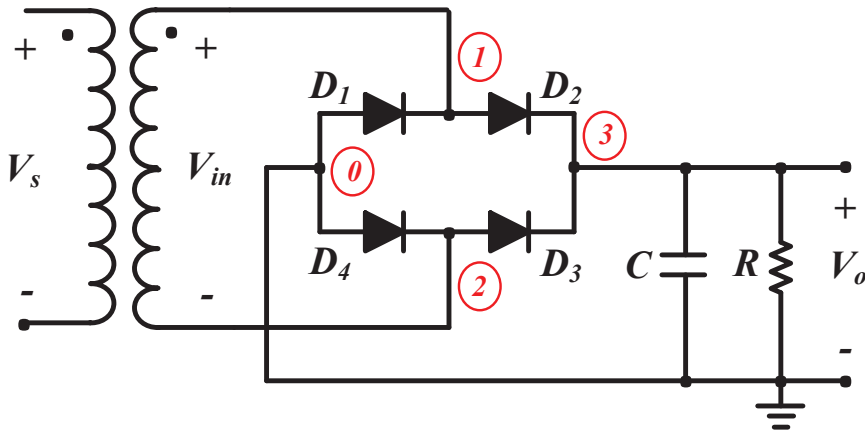 1
+ + D₁ D₂
3
Vₛ Vᵢₙ 0 +
D₄ D₃ C R Vₒ
- - 2
-